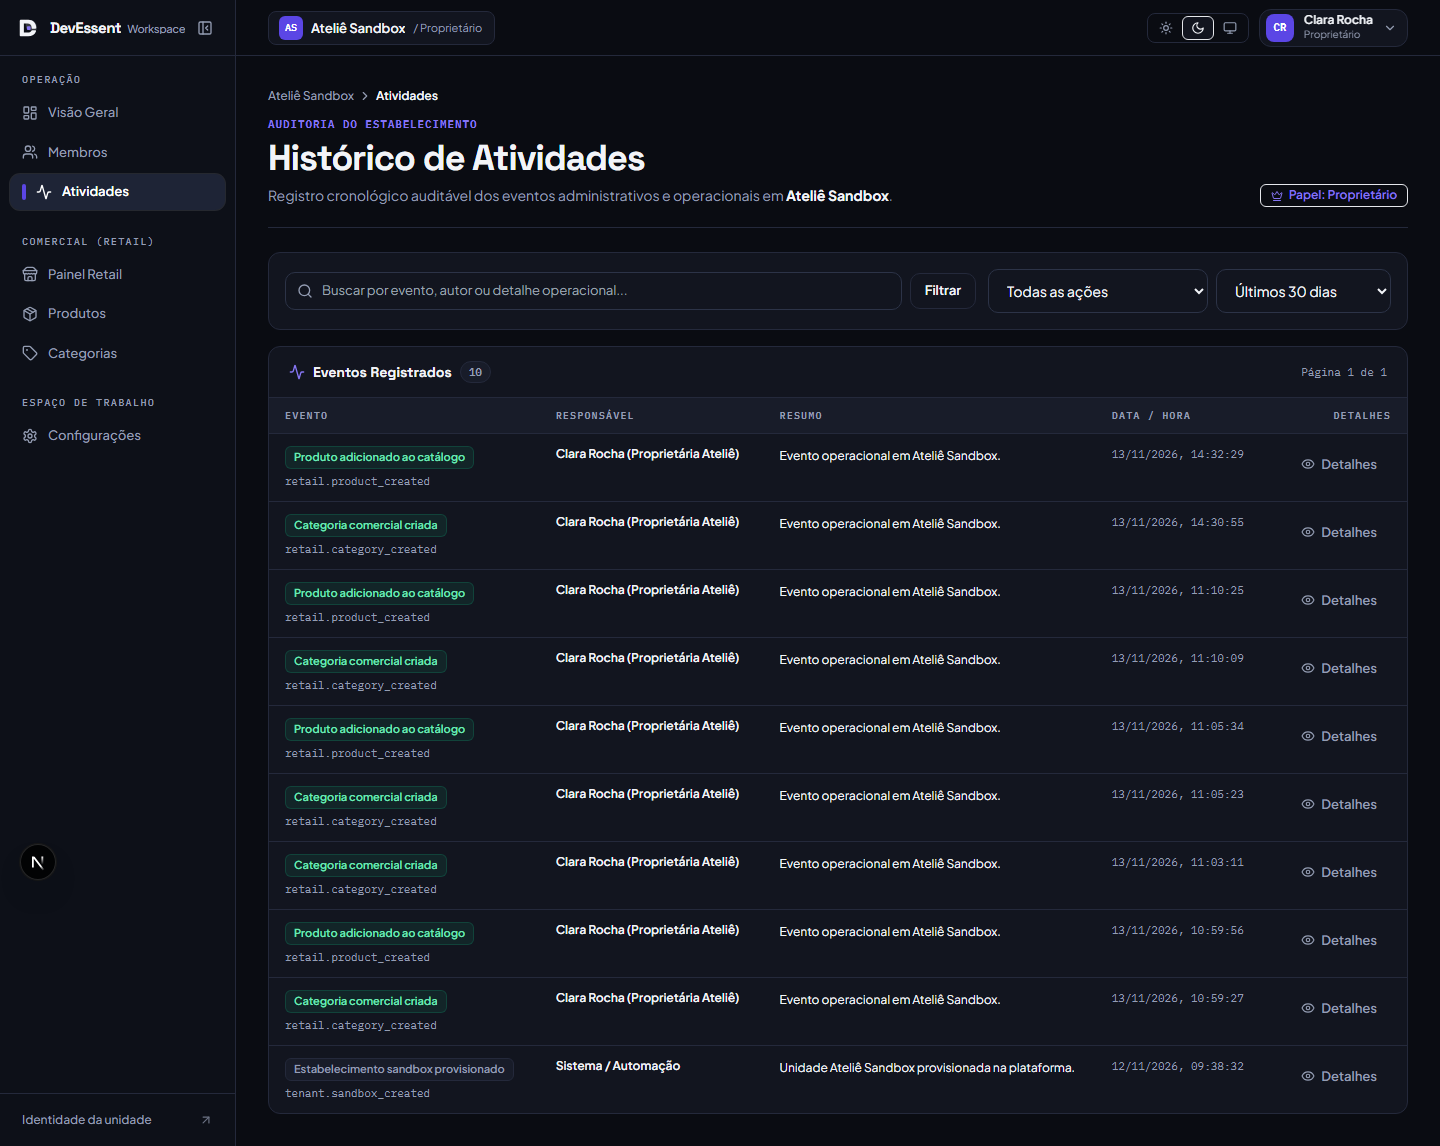 DevEssent Workspace
AS Ateliê Sandbox / Proprietário
CR Clara Rocha
Proprietário
OPERAÇÃO
Visão Geral
Membros
Atividades
COMERCIAL (RETAIL)
Painel Retail
Produtos
Categorias
ESPAÇO DE TRABALHO
Configurações
N
Identidade da unidade
Ateliê Sandbox > Atividades
AUDITORIA DO ESTABELECIMENTO
Histórico de Atividades
Registro cronológico auditável dos eventos administrativos e operacionais em Ateliê Sandbox.
Papel: Proprietário
Buscar por evento, autor ou detalhe operacional...
Filtrar
Todas as ações
Últimos 30 dias
Eventos Registrados 10
Página 1 de 1
EVENTO RESPONSÁVEL RESUMO DATA / HORA DETALHES
Produto adicionado ao catálogo Clara Rocha (Proprietária Ateliê) Evento operacional em Ateliê Sandbox. 13/11/2026, 14:32:29 Detalhes
retail.product_created
Categoria comercial criada Clara Rocha (Proprietária Ateliê) Evento operacional em Ateliê Sandbox. 13/11/2026, 14:30:55 Detalhes
retail.category_created
Produto adicionado ao catálogo Clara Rocha (Proprietária Ateliê) Evento operacional em Ateliê Sandbox. 13/11/2026, 11:10:25 Detalhes
retail.product_created
Categoria comercial criada Clara Rocha (Proprietária Ateliê) Evento operacional em Ateliê Sandbox. 13/11/2026, 11:10:09 Detalhes
retail.category_created
Produto adicionado ao catálogo Clara Rocha (Proprietária Ateliê) Evento operacional em Ateliê Sandbox. 13/11/2026, 11:05:34 Detalhes
retail.product_created
Categoria comercial criada Clara Rocha (Proprietária Ateliê) Evento operacional em Ateliê Sandbox. 13/11/2026, 11:05:23 Detalhes
retail.category_created
Categoria comercial criada Clara Rocha (Proprietária Ateliê) Evento operacional em Ateliê Sandbox. 13/11/2026, 11:03:11 Detalhes
retail.category_created
Produto adicionado ao catálogo Clara Rocha (Proprietária Ateliê) Evento operacional em Ateliê Sandbox. 13/11/2026, 10:59:56 Detalhes
retail.product_created
Categoria comercial criada Clara Rocha (Proprietária Ateliê) Evento operacional em Ateliê Sandbox. 13/11/2026, 10:59:27 Detalhes
retail.category_created
Estabelecimento sandbox provisionado Sistema / Automação Unidade Ateliê Sandbox provisionada na plataforma. 12/11/2026, 09:38:32 Detalhes
tenant.sandbox_created